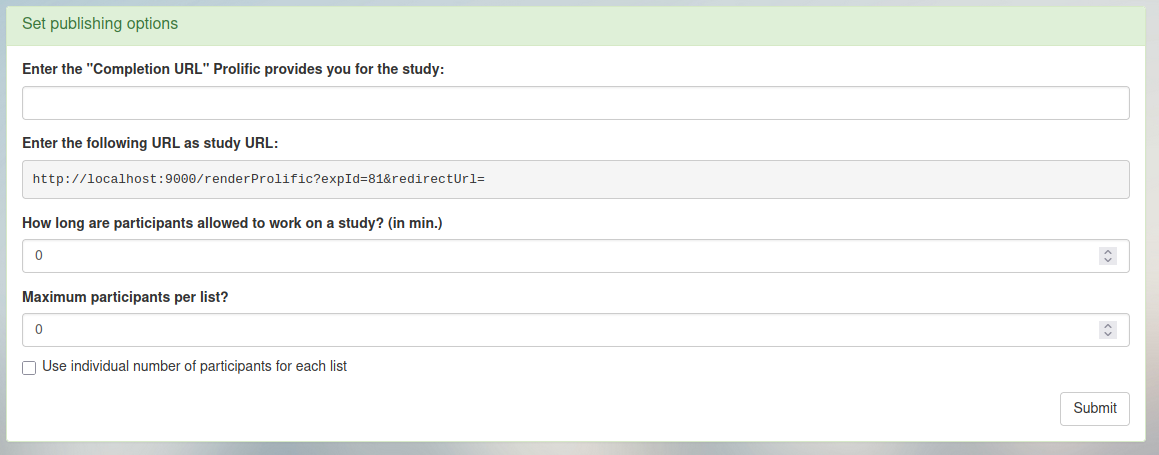 Set publishing options
Enter the "Completion URL" Prolific provides you for the study:
Enter the following URL as study URL:
http://localhost:9000/renderProlific?expId=81&redirectUrl=
How long are participants allowed to work on a study? (in min.)
0
Maximum participants per list?
0
Use individual number of participants for each list
Submit